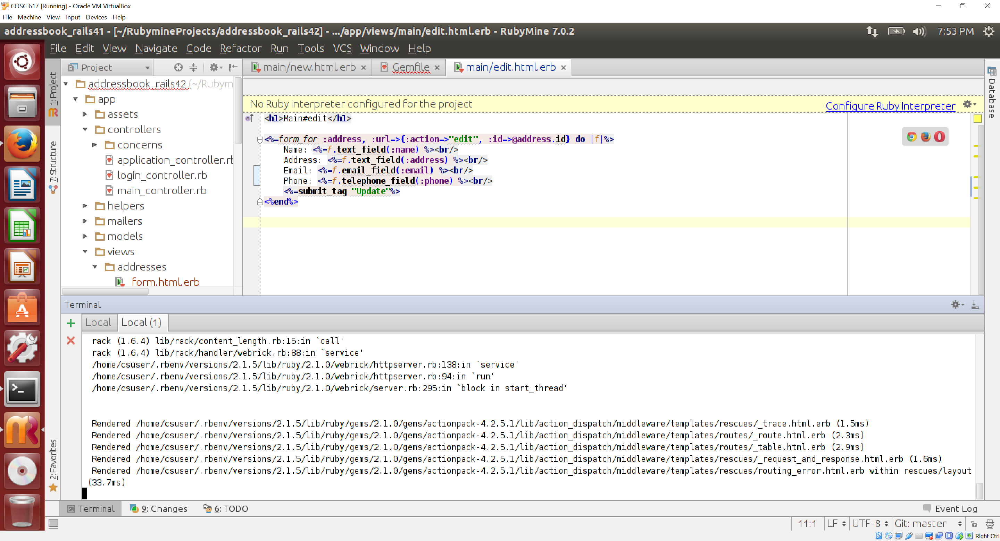 COSC 617 [Running] - Oracle VM VirtualBox
File Machine View Input Devices Help
addressbook_rails41 - [~/RubymineProjects/addressbook_rails42] - .../app/views/main/edit.html.erb - RubyMine 7.0.2
7:53 PM
File Edit View Navigate Code Refactor Run Tools VCS Window Help
1: Project
7: Structure
2: Favorites
Project
main/new.html.erb
Gemfile
main/edit.html.erb
Database
addressbook_rails42 (~/Rubym
app
assets
controllers
concerns
application_controller.rb
login_controller.rb
main_controller.rb
helpers
mailers
models
views
addresses
form.html.erb
No Ruby interpreter configured for the project
Configure Ruby Interpreter
<h1>Main#edit</h1>
<%=form_for :address, :url=>{:action=>"edit", :id=>@address.id} do |f|%>
Name: <%=f.text_field(:name) %><br/>
Address: <%=f.text_field(:address) %><br/>
Email: <%=f.email_field(:email) %><br/>
Phone: <%=f.telephone_field(:phone) %><br/>
<%=submit_tag "Update"%>
<%end%>
Terminal
Local
Local (1)
rack (1.6.4) lib/rack/content_length.rb:15:in `call'
rack (1.6.4) lib/rack/handler/webrick.rb:88:in `service'
/home/csuser/.rbenv/versions/2.1.5/lib/ruby/2.1.0/webrick/httpserver.rb:138:in `service'
/home/csuser/.rbenv/versions/2.1.5/lib/ruby/2.1.0/webrick/httpserver.rb:94:in `run'
/home/csuser/.rbenv/versions/2.1.5/lib/ruby/2.1.0/webrick/server.rb:295:in `block in start_thread'
Rendered /home/csuser/.rbenv/versions/2.1.5/lib/ruby/gems/2.1.0/gems/actionpack-4.2.5.1/lib/action_dispatch/middleware/templates/rescues/_trace.html.erb (1.5ms)
Rendered /home/csuser/.rbenv/versions/2.1.5/lib/ruby/gems/2.1.0/gems/actionpack-4.2.5.1/lib/action_dispatch/middleware/templates/routes/_route.html.erb (2.3ms)
Rendered /home/csuser/.rbenv/versions/2.1.5/lib/ruby/gems/2.1.0/gems/actionpack-4.2.5.1/lib/action_dispatch/middleware/templates/routes/_table.html.erb (2.9ms)
Rendered /home/csuser/.rbenv/versions/2.1.5/lib/ruby/gems/2.1.0/gems/actionpack-4.2.5.1/lib/action_dispatch/middleware/templates/rescues/_request_and_response.html.erb (1.6ms)
Rendered /home/csuser/.rbenv/versions/2.1.5/lib/ruby/gems/2.1.0/gems/actionpack-4.2.5.1/lib/action_dispatch/middleware/templates/rescues/routing_error.html.erb within rescues/layout
(33.7ms)
Terminal
9: Changes
6: TODO
Event Log
11:1 LF UTF-8 Git: master
Right Ctrl